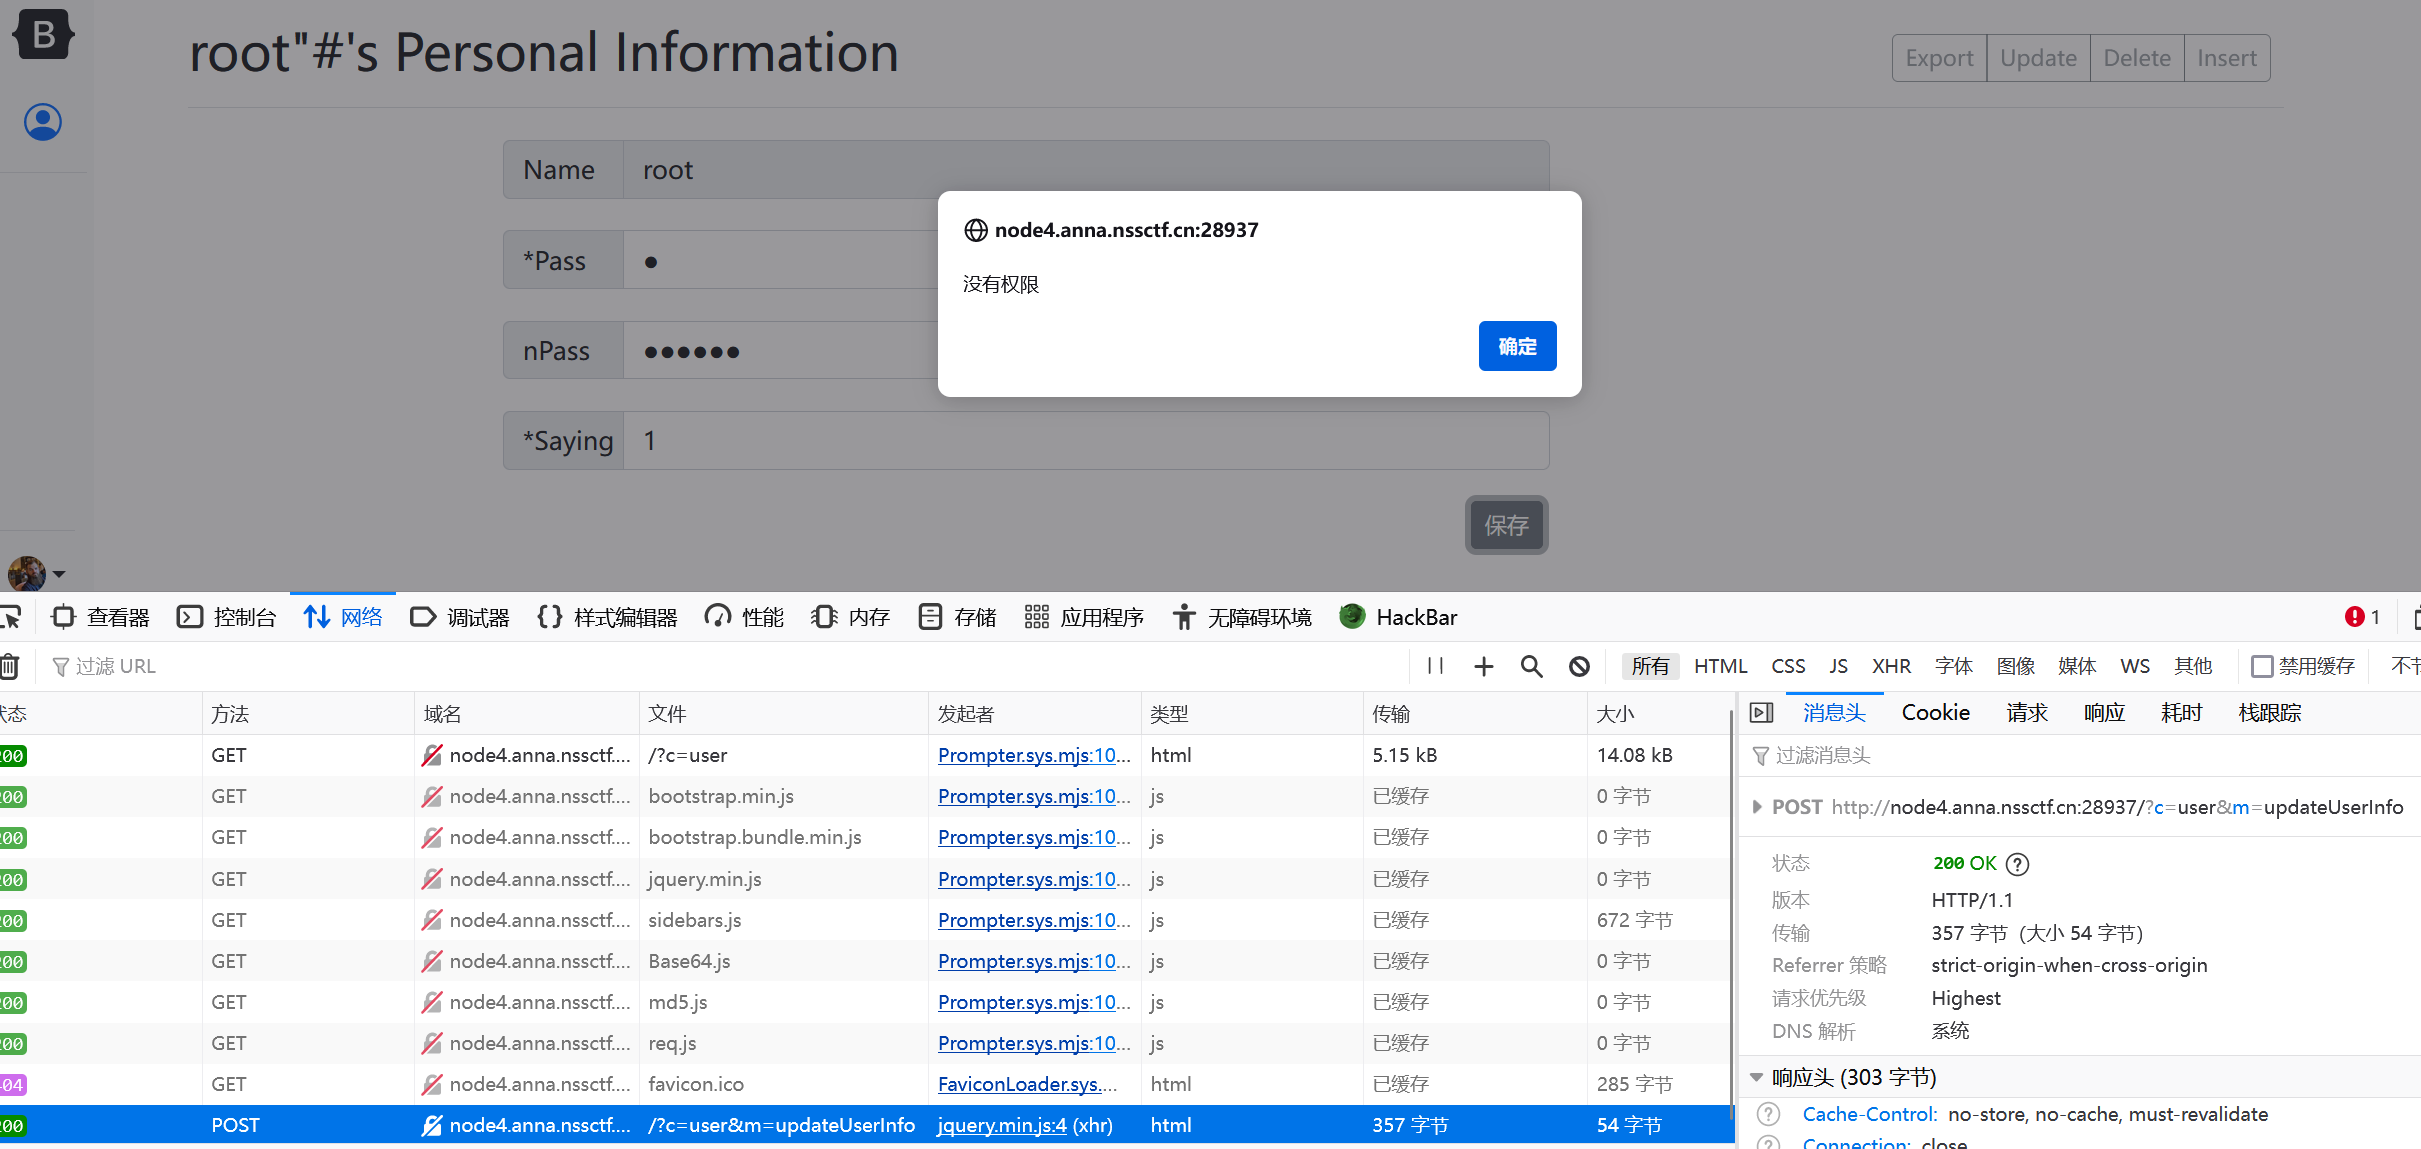 B
root"#'s Personal Information
Export Update Delete Insert
Name root
node4.anna.nssctf.cn:28937
没有权限
确定
*Pass ●
nPass ●●●●●●
*Saying 1
保存
查看器 控制台 网络 调试器 {} 样式编辑器 性能 内存 存储 应用程序 无障碍环境 HackBar 1
过滤 URL 所有 HTML CSS JS XHR 字体 图像 媒体 WS 其他 禁用缓存 不节
状态 方法 域名 文件 发起者 类型 传输 大小
200 GET node4.anna.nssctf.... /?c=user Prompter.sys.mjs:10... html 5.15 kB 14.08 kB
200 GET node4.anna.nssctf.... bootstrap.min.js Prompter.sys.mjs:10... js 已缓存 0 字节
200 GET node4.anna.nssctf.... bootstrap.bundle.min.js Prompter.sys.mjs:10... js 已缓存 0 字节
200 GET node4.anna.nssctf.... jquery.min.js Prompter.sys.mjs:10... js 已缓存 0 字节
200 GET node4.anna.nssctf.... sidebars.js Prompter.sys.mjs:10... js 已缓存 672 字节
200 GET node4.anna.nssctf.... Base64.js Prompter.sys.mjs:10... js 已缓存 0 字节
200 GET node4.anna.nssctf.... md5.js Prompter.sys.mjs:10... js 已缓存 0 字节
200 GET node4.anna.nssctf.... req.js Prompter.sys.mjs:10... js 已缓存 0 字节
404 GET node4.anna.nssctf.... favicon.ico FaviconLoader.sys.... html 已缓存 285 字节
200 POST node4.anna.nssctf.... /?c=user&m=updateUserInfo jquery.min.js:4 (xhr) html 357 字节 54 字节
消息头 Cookie 请求 响应 耗时 栈跟踪
过滤消息头
POST http://node4.anna.nssctf.cn:28937/?c=user&m=updateUserInfo
状态 200 OK ?
版本 HTTP/1.1
传输 357 字节 (大小 54 字节)
Referrer 策略 strict-origin-when-cross-origin
请求优先级 Highest
DNS 解析 系统
响应头 (303 字节)
? Cache-Control: no-store, no-cache, must-revalidate
? Connection: close